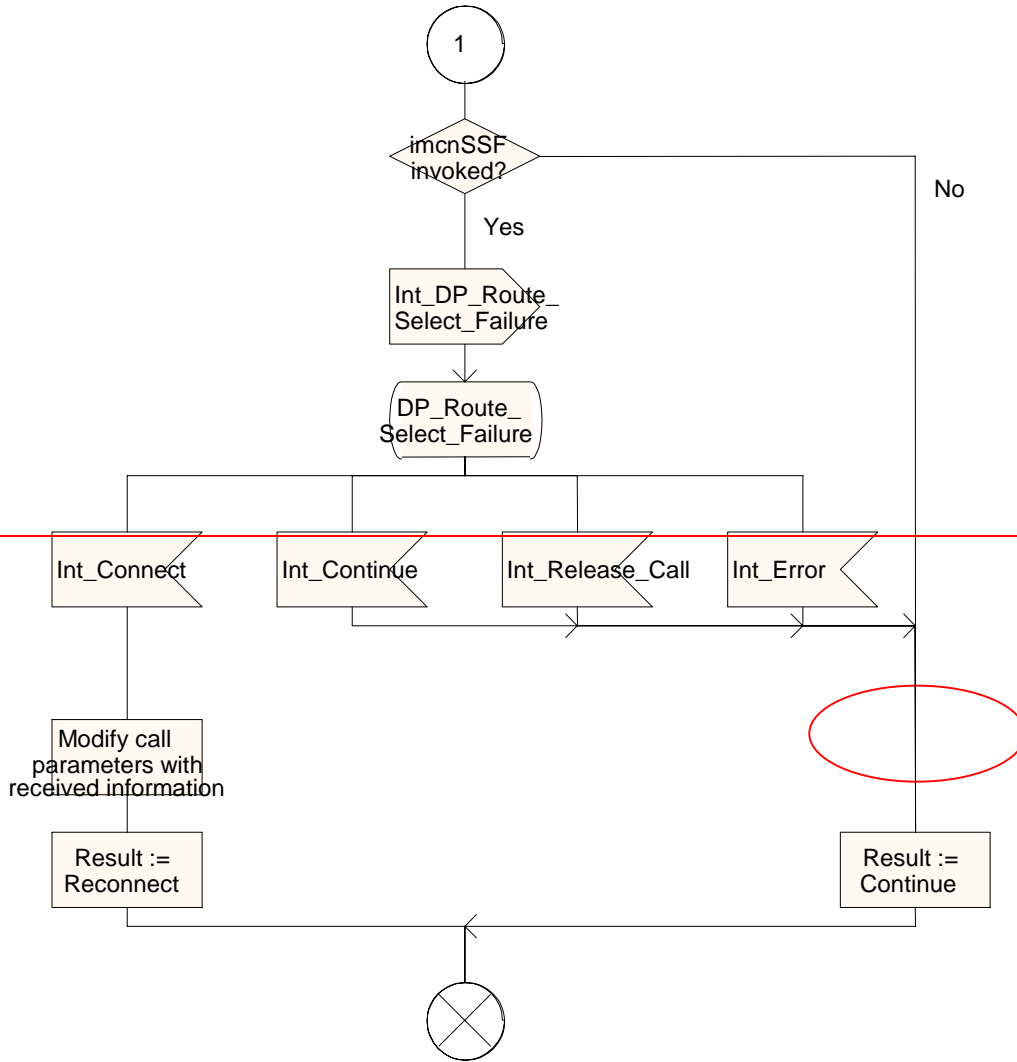 1
imcnSSF
invoked?
No
Yes
Int_DP_Route_
Select_Failure
DP_Route_
Select_Failure
Int_Connect
Int_Continue
Int_Release_Call
Int_Error
Modify call
parameters with
received information
Result :=
Reconnect
Result :=
Continue